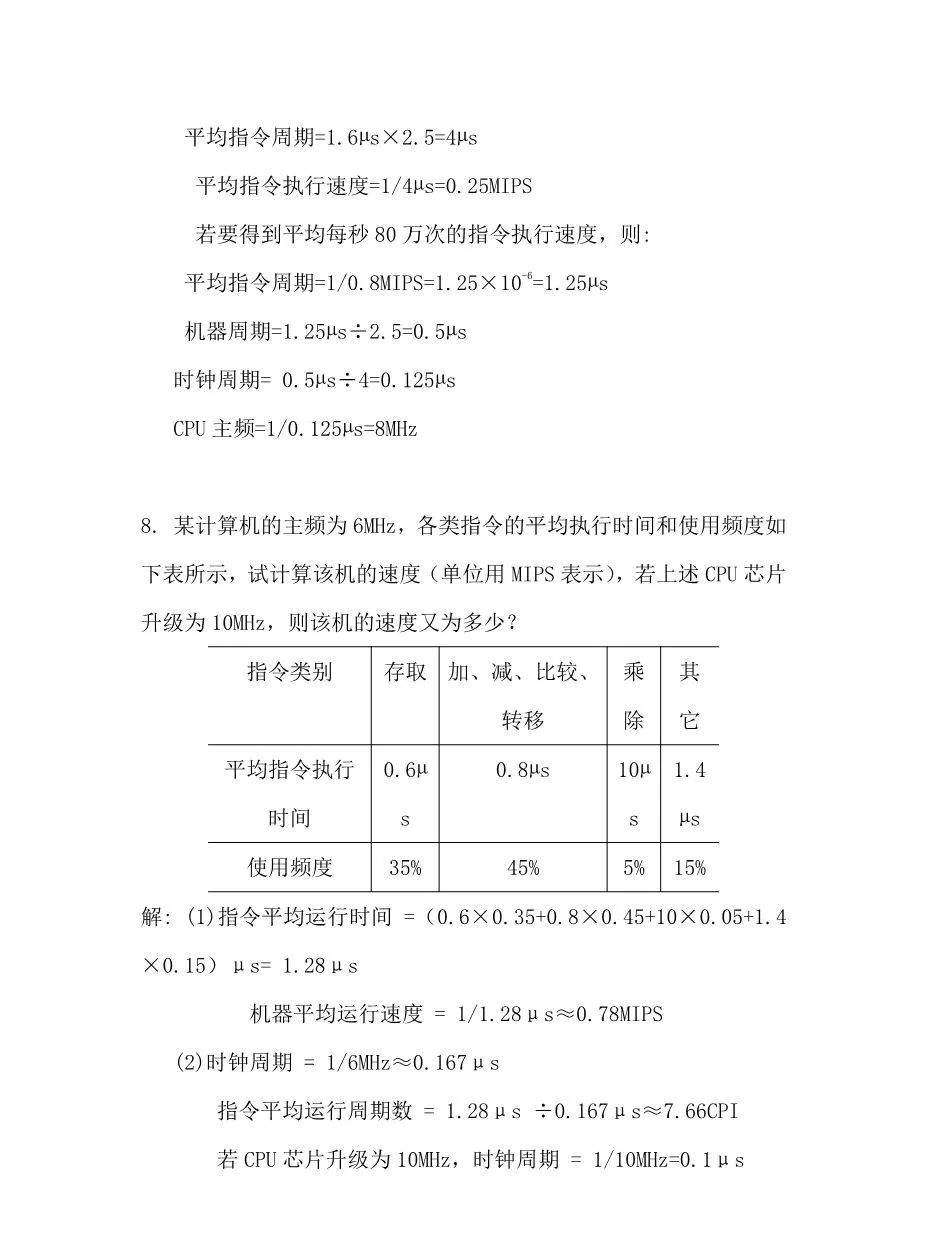 平均指令周期=1.6μs×2.5=4μs
平均指令执行速度=1/4μs=0.25MIPS
若要得到平均每秒 80 万次的指令执行速度，则:
平均指令周期=1/0.8MIPS=1.25×10⁻⁶=1.25μs
机器周期=1.25μs÷2.5=0.5μs
时钟周期= 0.5μs÷4=0.125μs
CPU 主频=1/0.125μs=8MHz
8. 某计算机的主频为 6MHz，各类指令的平均执行时间和使用频度如
下表所示，试计算该机的速度（单位用 MIPS 表示），若上述 CPU 芯片
升级为 10MHz，则该机的速度又为多少？
指令类别 存取 加、减、比较、 乘 其
转移 除 它
平均指令执行 0.6μ 0.8μs 10μ 1.4
时间 s s μs
使用频度 35% 45% 5% 15%
解: (1)指令平均运行时间 =（0.6×0.35+0.8×0.45+10×0.05+1.4
×0.15）μs= 1.28μs
机器平均运行速度 = 1/1.28μs≈0.78MIPS
(2)时钟周期 = 1/6MHz≈0.167μs
指令平均运行周期数 = 1.28μs ÷0.167μs≈7.66CPI
若 CPU 芯片升级为 10MHz，时钟周期 = 1/10MHz=0.1μs